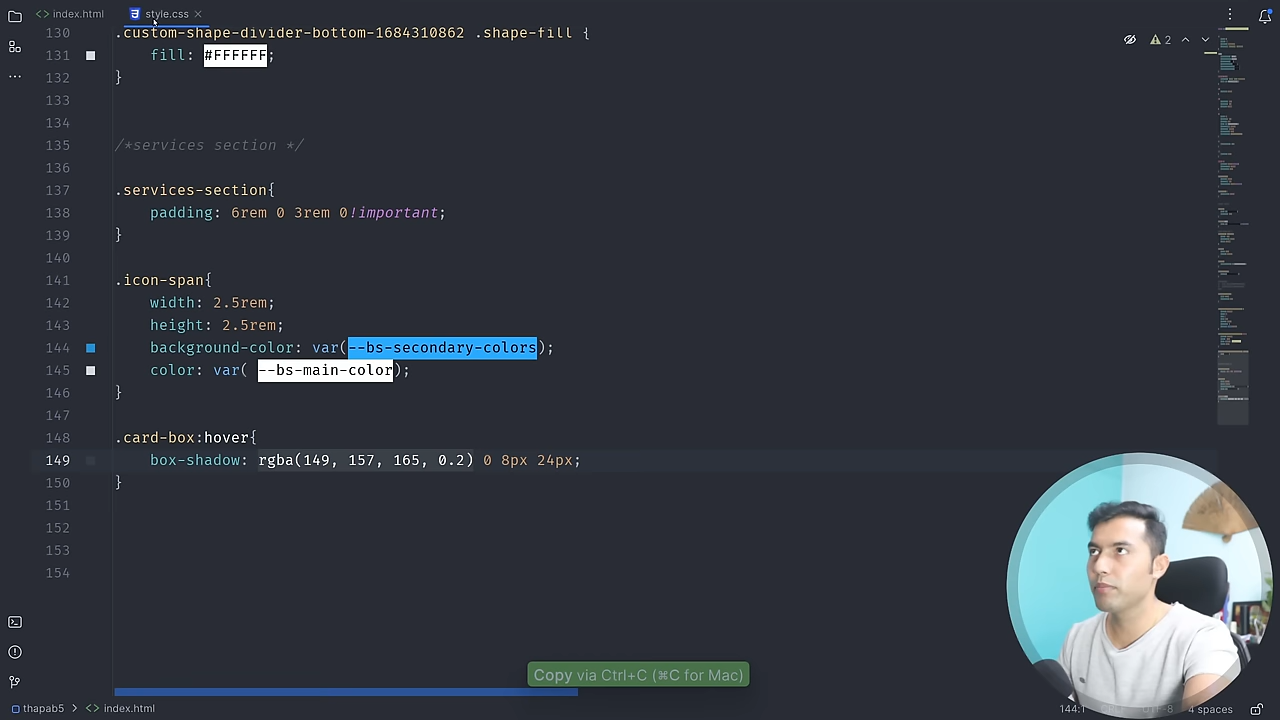 index.html
style.css
130 .custom-shape-divider-bottom-1684310862 .shape-fill {
2
131 fill: #FFFFFF;
132 }
133
134
135 /*services section */
136
137 .services-section{
138 padding: 6rem 0 3rem 0!important;
139 }
140
141 .icon-span{
142 width: 2.5rem;
143 height: 2.5rem;
144 background-color: var(--bs-secondary-colors);
145 color: var( --bs-main-color);
146 }
147
148 .card-box:hover{
149 box-shadow: rgba(149, 157, 165, 0.2) 0 8px 24px;
150 }
151
152
153
154
Copy via Ctrl+C (⌘C for Mac)
thapab5 > index.html
144:1 UTF-8 4 spaces